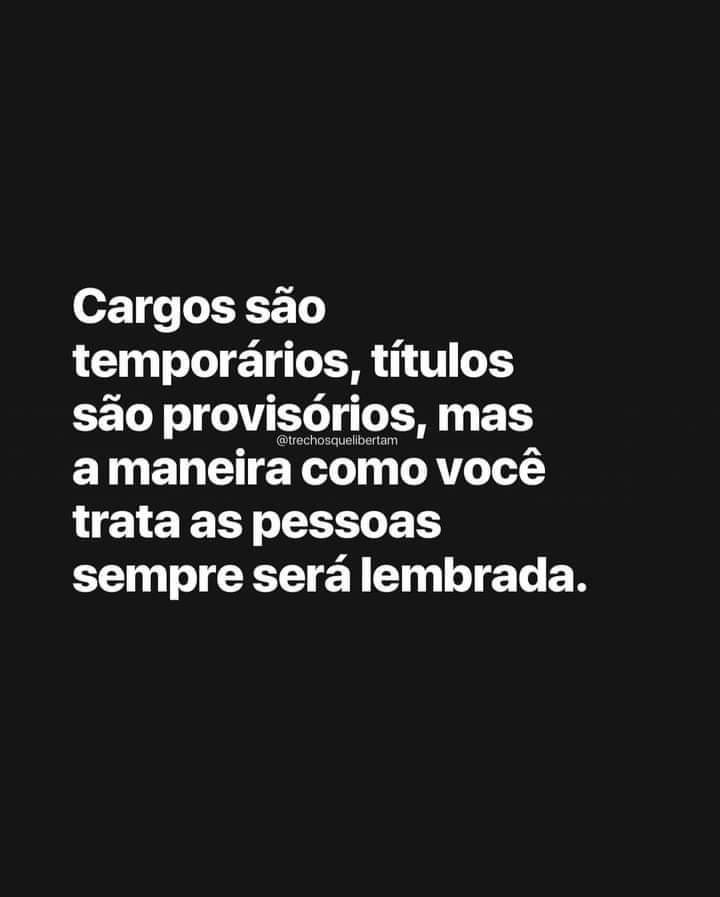 Cargos são
temporários, títulos
são provisórios, mas
@trechosquelibertam
a maneira como você
trata as pessoas
sempre será lembrada.